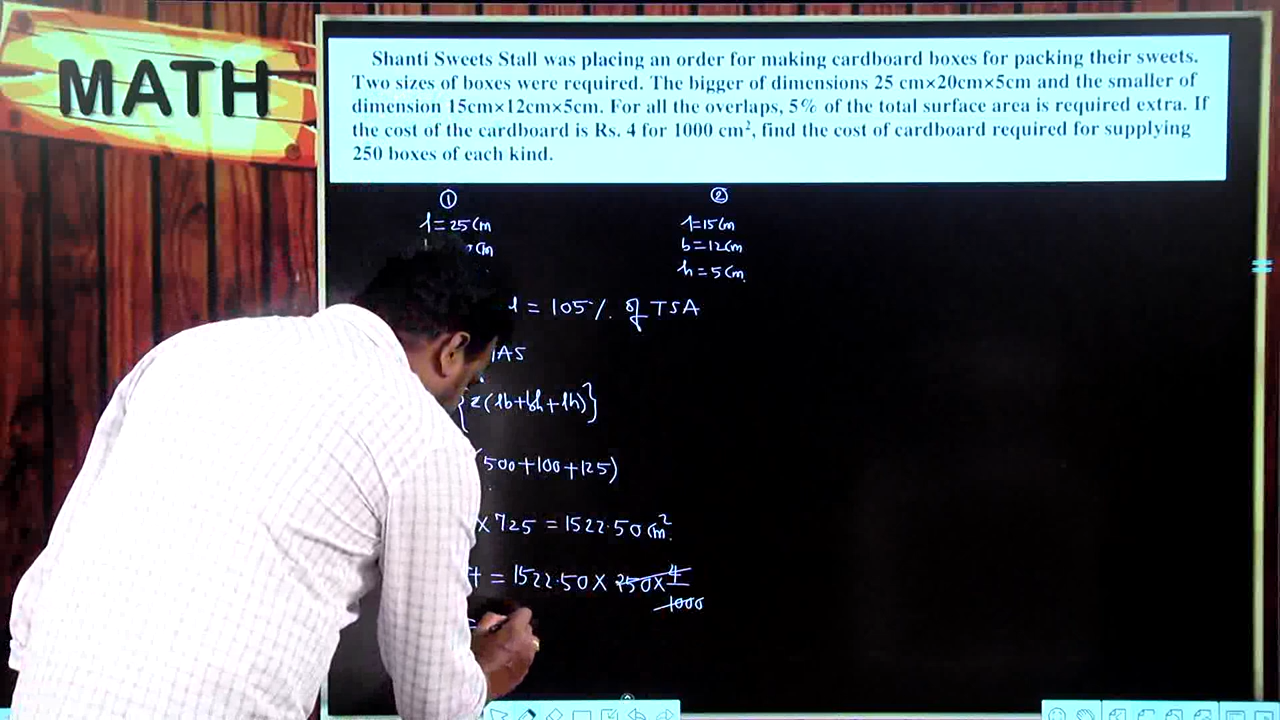 MATH
Shanti Sweets Stall was placing an order for making cardboard boxes for packing their sweets.
Two sizes of boxes were required. The bigger of dimensions 25 cm×20cm×5cm and the smaller of
dimension 15cm×12cm×5cm. For all the overlaps, 5% of the total surface area is required extra. If
the cost of the cardboard is Rs. 4 for 1000 cm², find the cost of cardboard required for supplying
250 boxes of each kind.
①
l = 25 Cm
Cm
②
l=15Cm
b=12Cm
h=5Cm
= 105% of TSA
{2(lb+bh+lh)}
(500+100+125)
× 725 = 1522.50 Cm²
= 1522.50 × 250 × 4/1000
=